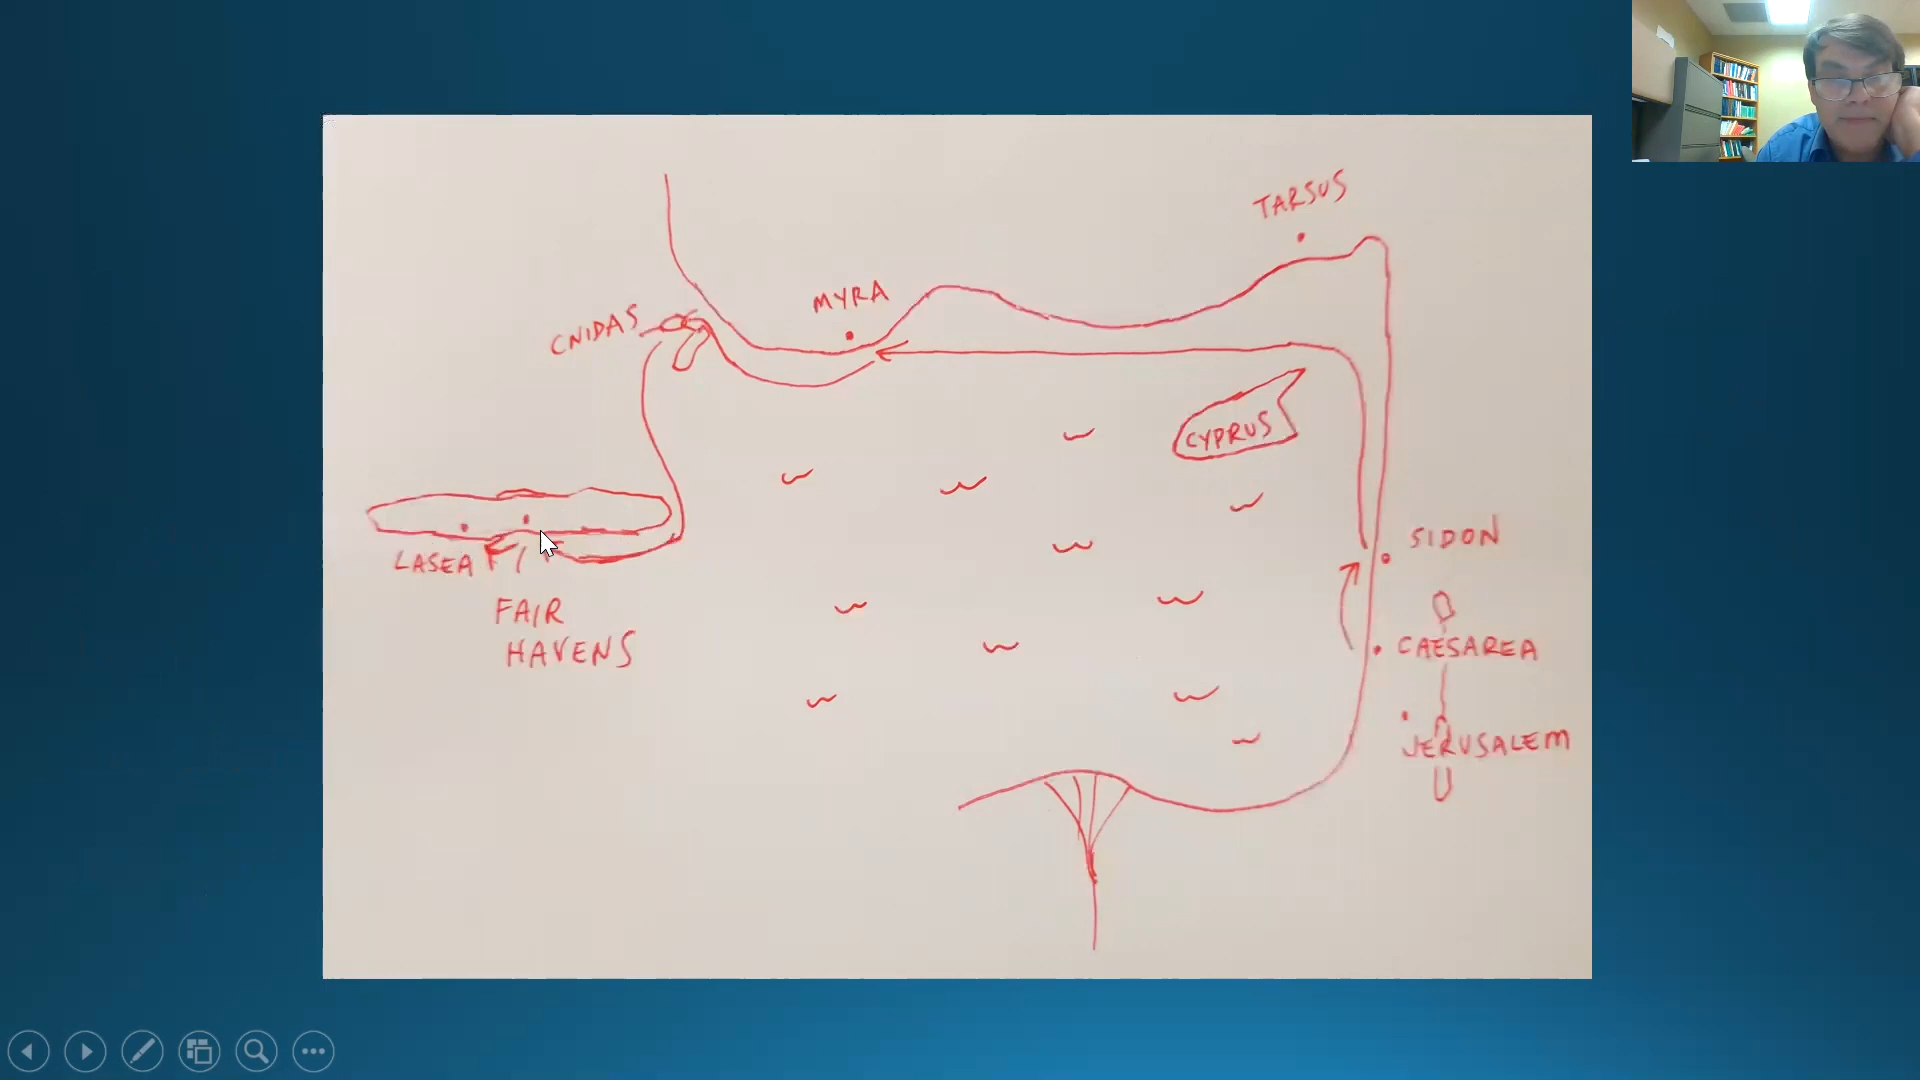 TARSUS
MYRA
CNIDAS
CYPRUS
SIDON
LASEA
FAIR
HAVENS
CAESAREA
JERUSALEM